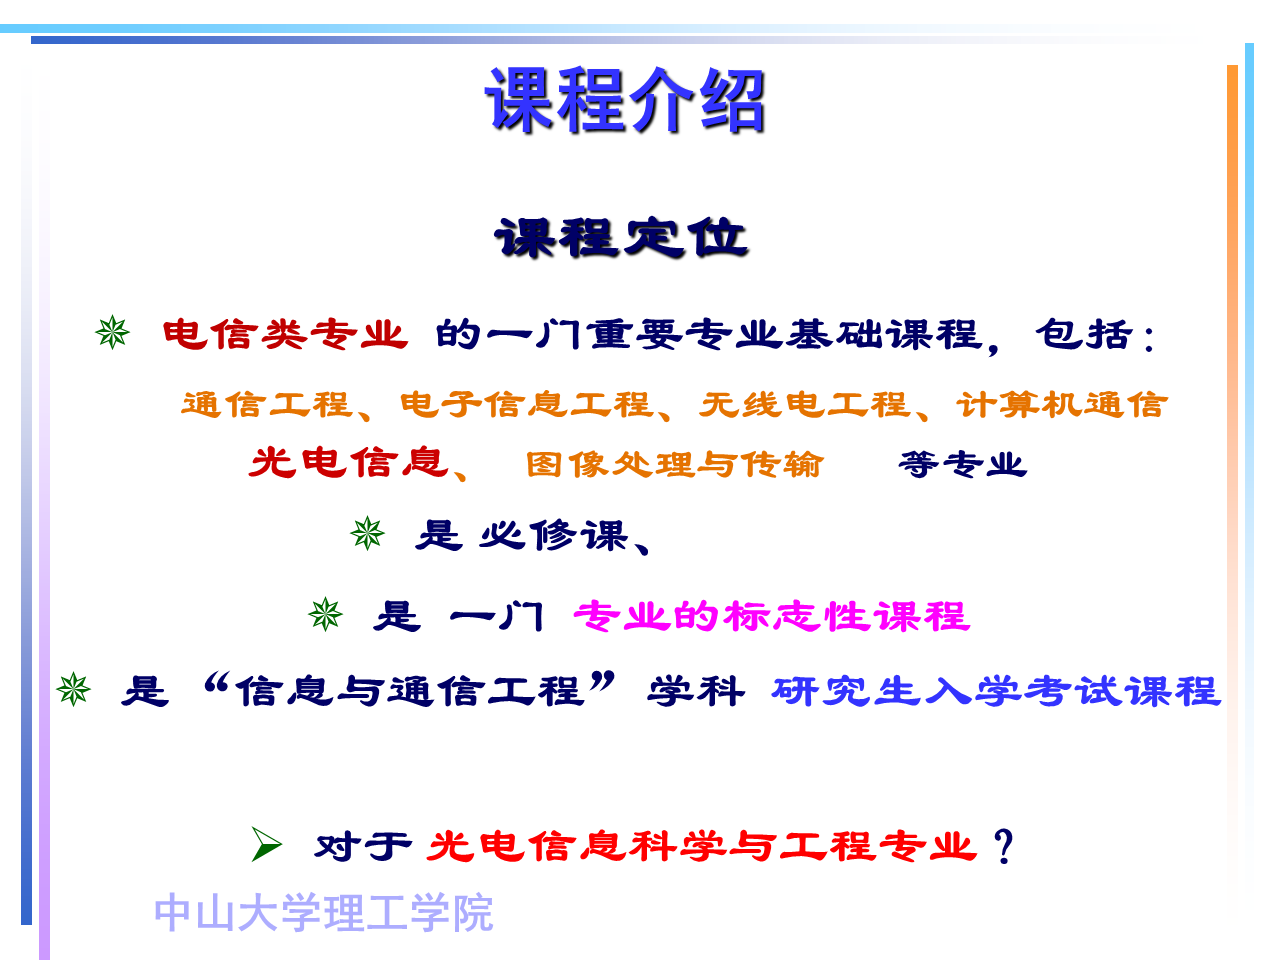 课程介绍
课程定位
电信类专业 的一门重要专业基础课程，包括：
通信工程、电子信息工程、无线电工程、计算机通信
光电信息、 图像处理与传输 等专业
是 必修课、
是 一门 专业的标志性课程
是 “信息与通信工程” 学科 研究生入学考试课程
对于 光电信息科学与工程专业 ？
中山大学理工学院